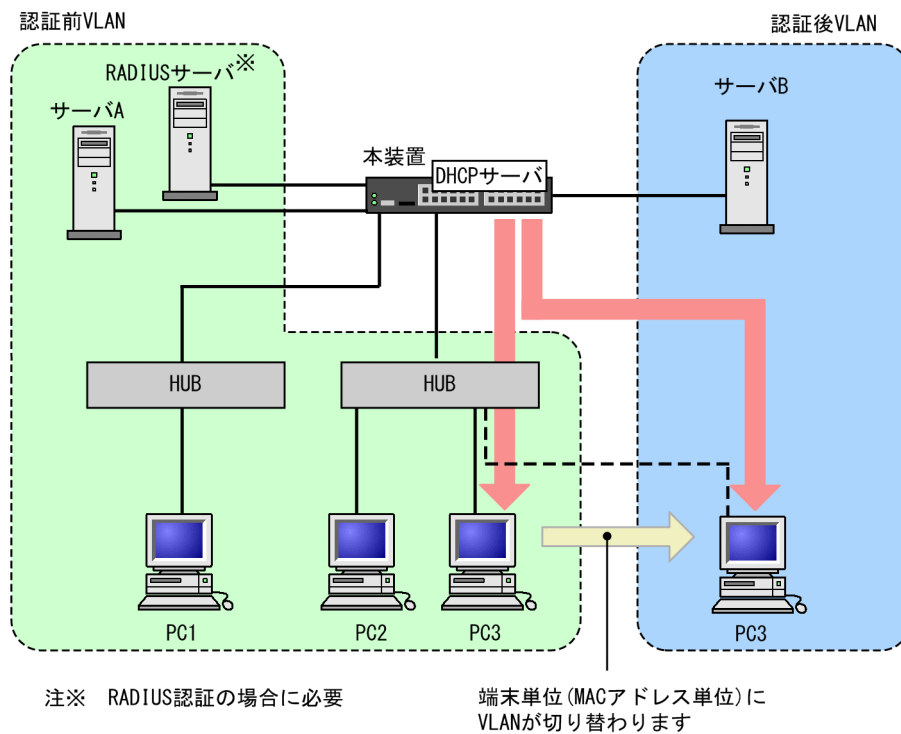 認証前VLAN
認証後VLAN
RADIUSサーバ※
サーバA
サーバB
本装置
DHCPサーバ
HUB
HUB
PC1
PC2
PC3
PC3
注※ RADIUS認証の場合に必要
端末単位(MACアドレス単位)に
VLANが切り替わります